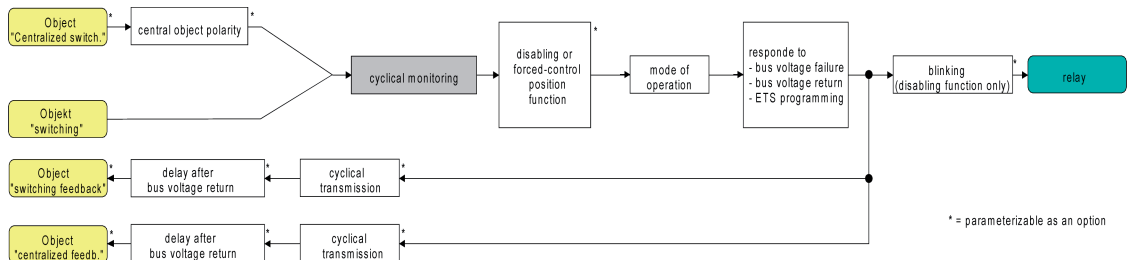 Object
"Centralized switch."
*
central object polarity
*
Objekt
"switching"
cyclical monitoring
disabling or
forced-control
position
function
*
mode of
operation
responde to
- bus voltage failure
- bus voltage return
- ETS programming
blinking
(disabling function only)
*
relay
Object
"switching feedback"
*
delay after
bus voltage return
*
cyclical
transmission
*
Object
"centralized feedb."
*
delay after
bus voltage return
*
cyclical
transmission
*
* = parameterizable as an option